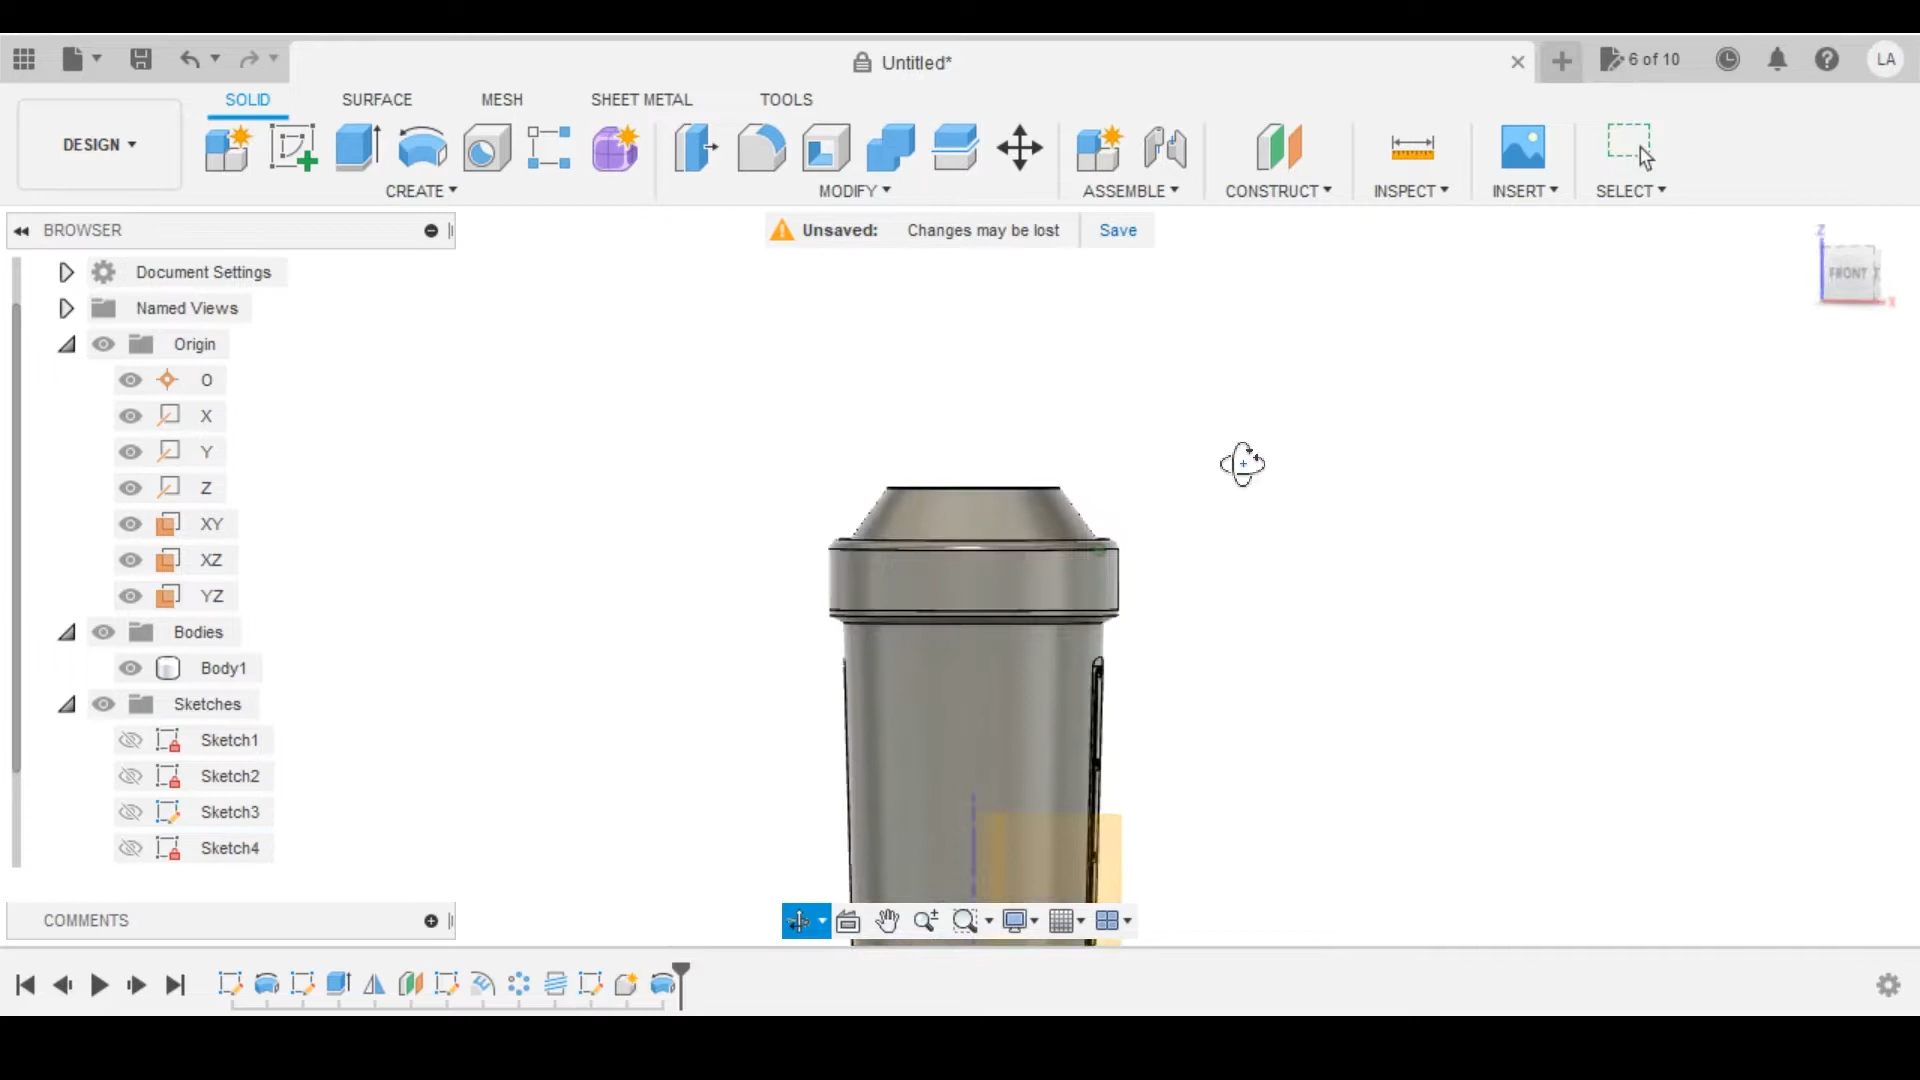 Untitled*
6 of 10
LA
DESIGN
SOLID
SURFACE
MESH
SHEET METAL
TOOLS
CREATE
MODIFY
ASSEMBLE
CONSTRUCT
INSPECT
INSERT
SELECT
BROWSER
Unsaved: Changes may be lost Save
Z
FRONT
X
Document Settings
Named Views
Origin
O
X
Y
Z
XY
XZ
YZ
Bodies
Body1
Sketches
Sketch1
Sketch2
Sketch3
Sketch4
COMMENTS